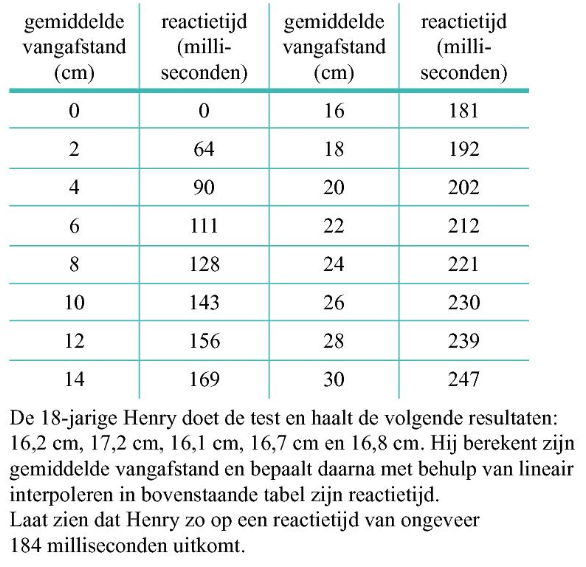 gemiddelde vangafstand (cm) reactietijd (milli-seconden) gemiddelde vangafstand (cm) reactietijd (milli-seconden)
0 0 16 181
2 64 18 192
4 90 20 202
6 111 22 212
8 128 24 221
10 143 26 230
12 156 28 239
14 169 30 247
De 18-jarige Henry doet de test en haalt de volgende resultaten:
16,2 cm, 17,2 cm, 16,1 cm, 16,7 cm en 16,8 cm. Hij berekent zijn
gemiddelde vangafstand en bepaalt daarna met behulp van lineair
interpoleren in bovenstaande tabel zijn reactietijd.
Laat zien dat Henry zo op een reactietijd van ongeveer
184 milliseconden uitkomt.